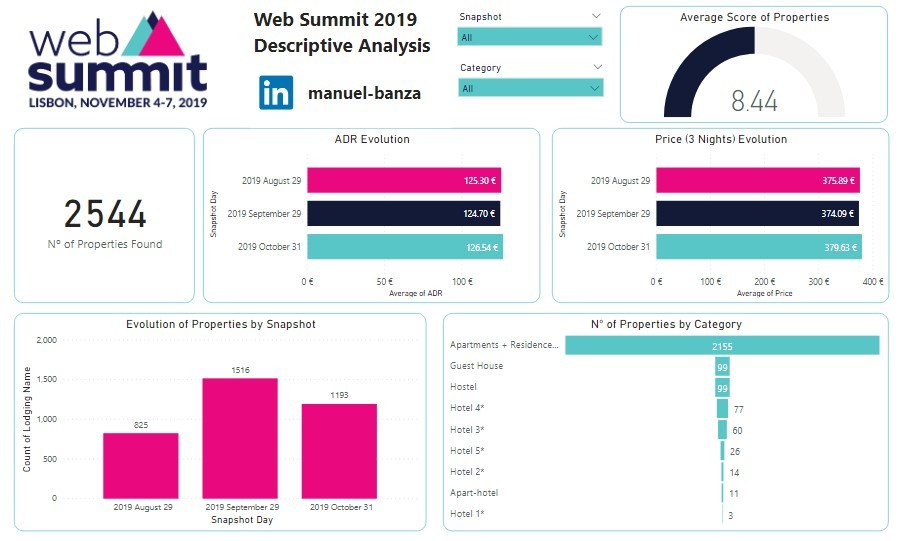 web
summit
LISBON, NOVEMBER 4-7, 2019
Web Summit 2019
Descriptive Analysis
in
manuel-banza
Snapshot
All
Category
All
Average Score of Properties
8.44
2544
Nº of Properties Found
ADR Evolution
Snapshot Day
2019 August 29
125.30 €
2019 September 29
124.70 €
2019 October 31
126.54 €
0 €
50 €
100 €
Average of ADR
Price (3 Nights) Evolution
Snapshot Day
2019 August 29
375.89 €
2019 September 29
374.09 €
2019 October 31
379.63 €
0 €
100 €
200 €
300 €
400 €
Average of Price
Evolution of Properties by Snapshot
Count of Lodging Name
2,000
1,500
1,000
500
0
825
1516
1193
2019 August 29
2019 September 29
2019 October 31
Snapshot Day
Nº of Properties by Category
Apartments + Residence...
2155
Guest House
99
Hostel
99
Hotel 4*
77
Hotel 3*
60
Hotel 5*
26
Hotel 2*
14
Apart-hotel
11
Hotel 1*
3